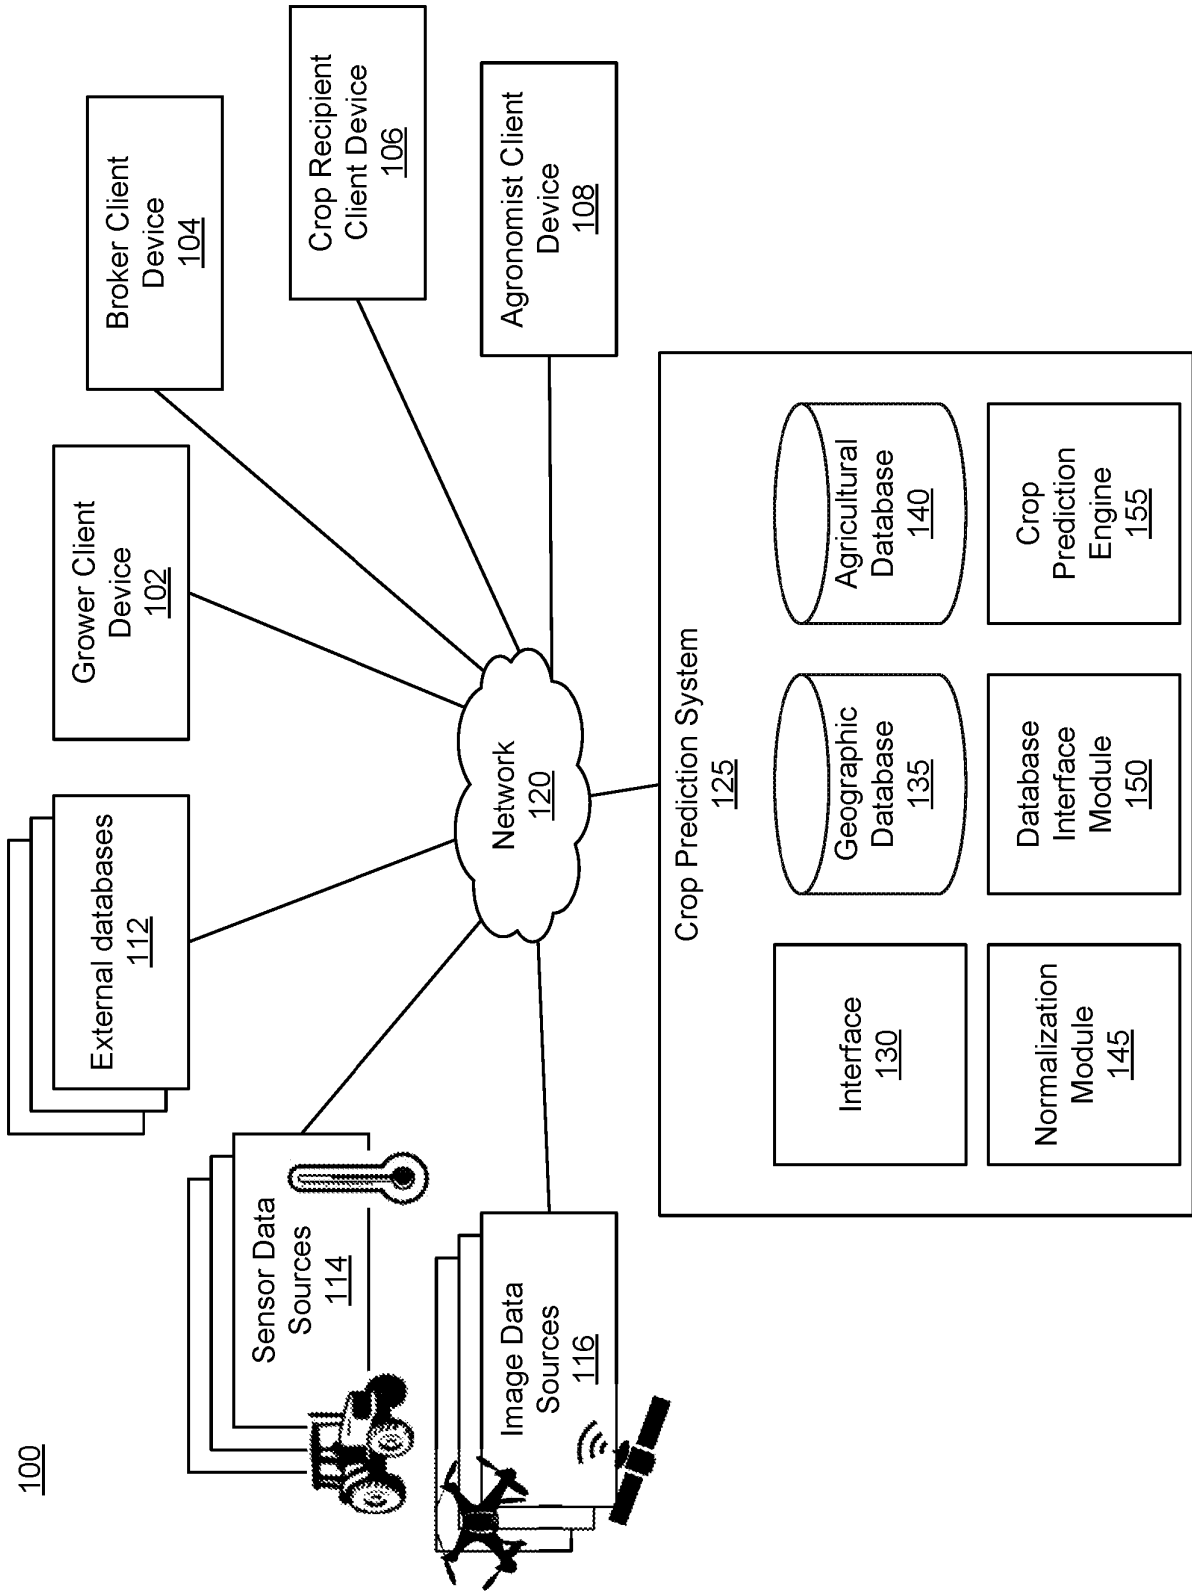 100
Sensor Data
Sources
114
Image Data
Sources
116
External databases
112
Grower Client
Device
102
Broker Client
Device
104
Crop Recipient
Client Device
106
Agronomist Client
Device
108
Network
120
Crop Prediction System
125
Interface
130
Geographic
Database
135
Agricultural
Database
140
Normalization
Module
145
Database
Interface
Module
150
Crop
Prediction
Engine
155